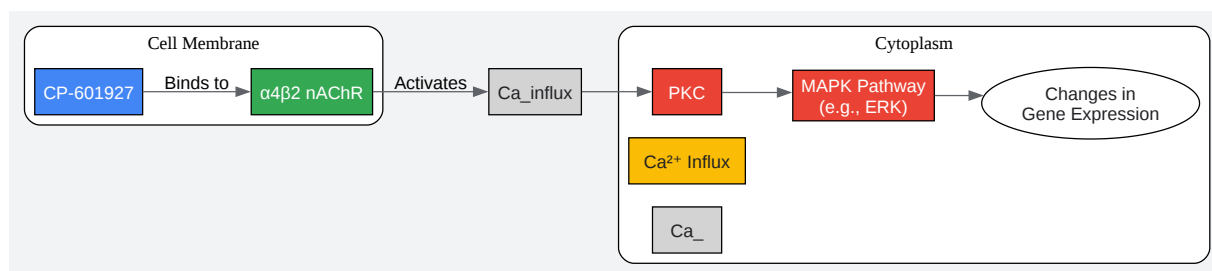 Cell Membrane
CP-601927
Binds to
α4β2 nAChR
Activates
Ca_influx
Cytoplasm
PKC
MAPK Pathway
(e.g., ERK)
Changes in
Gene Expression
Ca²⁺ Influx
Ca_